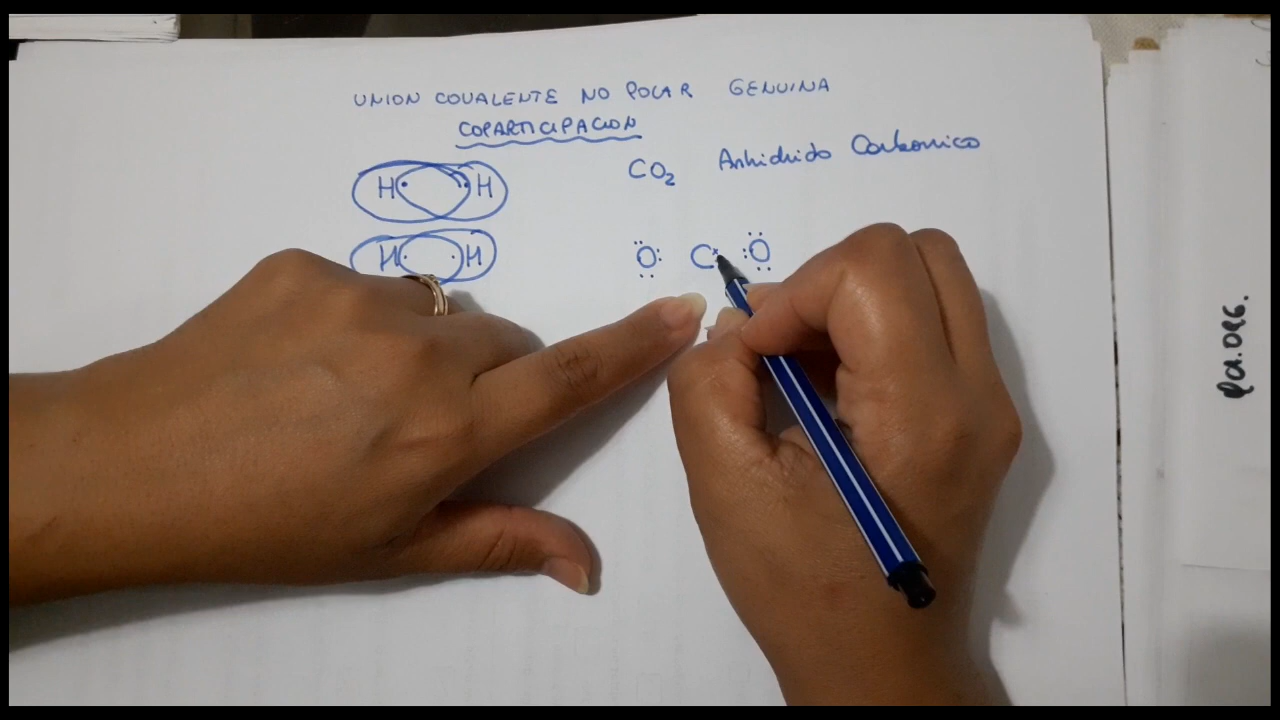 UNION COVALENTE NO POLAR GENUINA
COPARTICIPACION
H H
CO₂ Anhidrido Carbonico
H H
O C O